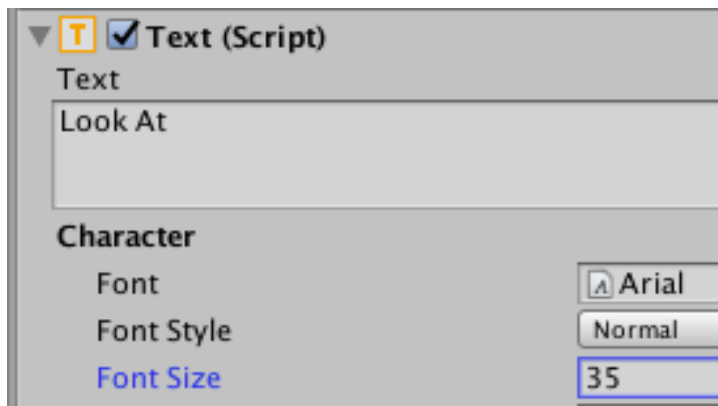 T Text (Script)
Text
Look At
Character
Font Arial
Font Style Normal
Font Size 35